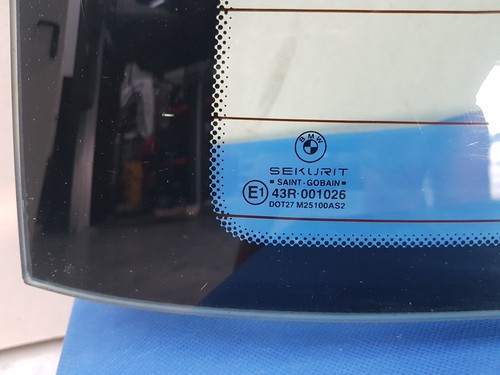 BMW
SEKURIT
SAINT-GOBAIN
E1 43R-001026
DOT27 M25100AS2